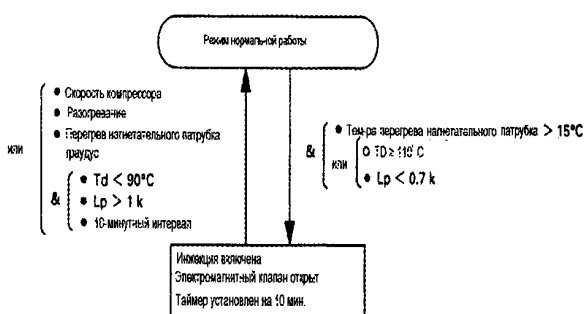 Режим нормальной работы
● Скорость компрессора
● Разогревание
или
● Перегрев нагнетательного патрубка
градус
&
● Td < 90°C
● Lp > 1 k
● 10-минутный интервал
&
● Тем-ра перегрева нагнетательного патрубка > 15°C
или
○ TD ≥ 110°C
● Lp < 0.7 k
Инжекция включена
Электромагнитный клапан открыт
Таймер установлен на 10 мин.